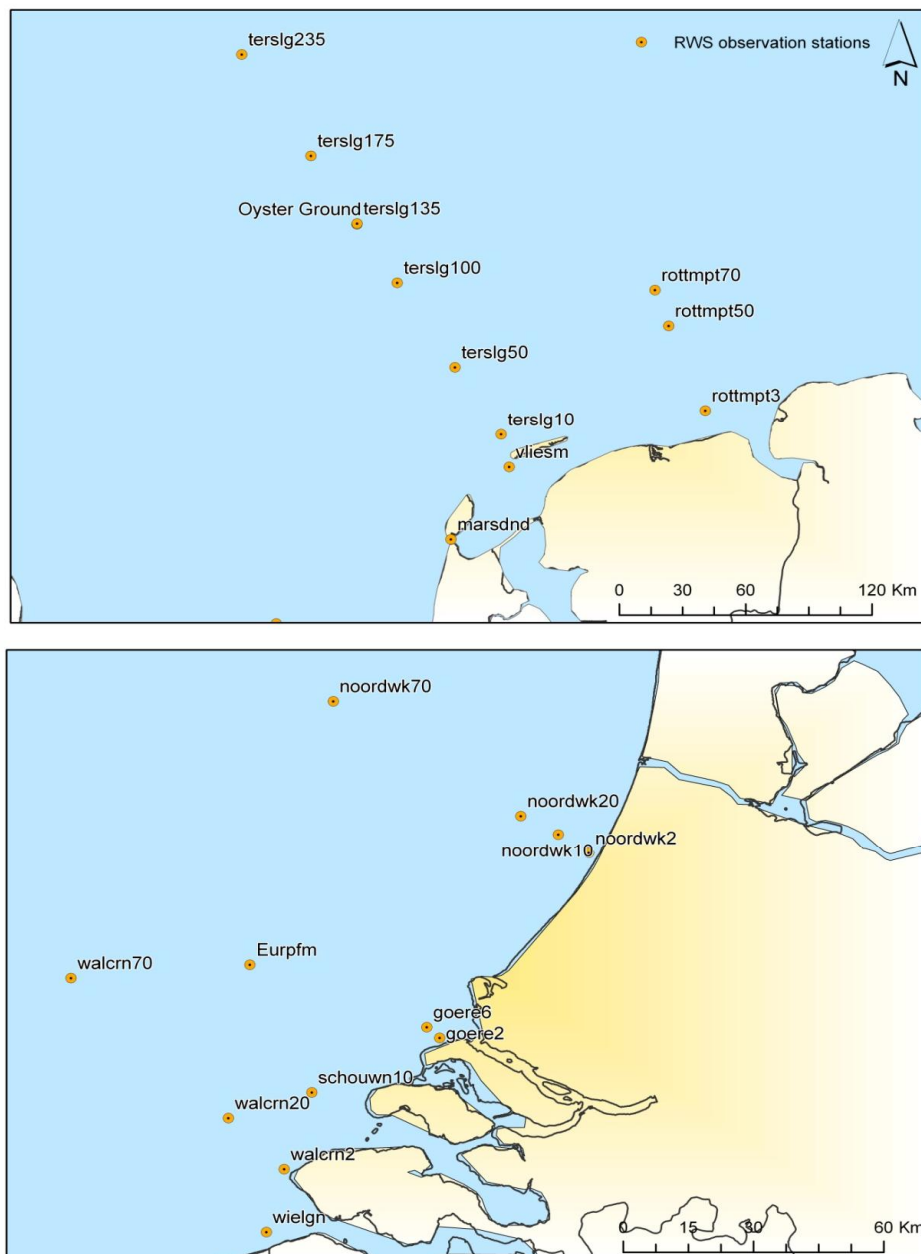 terslg235
RWS observation stations
N
terslg175
Oyster Ground terslg135
terslg100
rottmpt70
rottmpt50
terslg50
rottmpt3
terslg10
vliesm
marsdnd
0 30 60 120 Km
noordwk70
noordwk20
noordwk10 noordwk2
Eurpfm
walcrn70
goere6
goere2
schouwn10
walcrn20
walcrn2
wielgn
0 15 30 60 Km